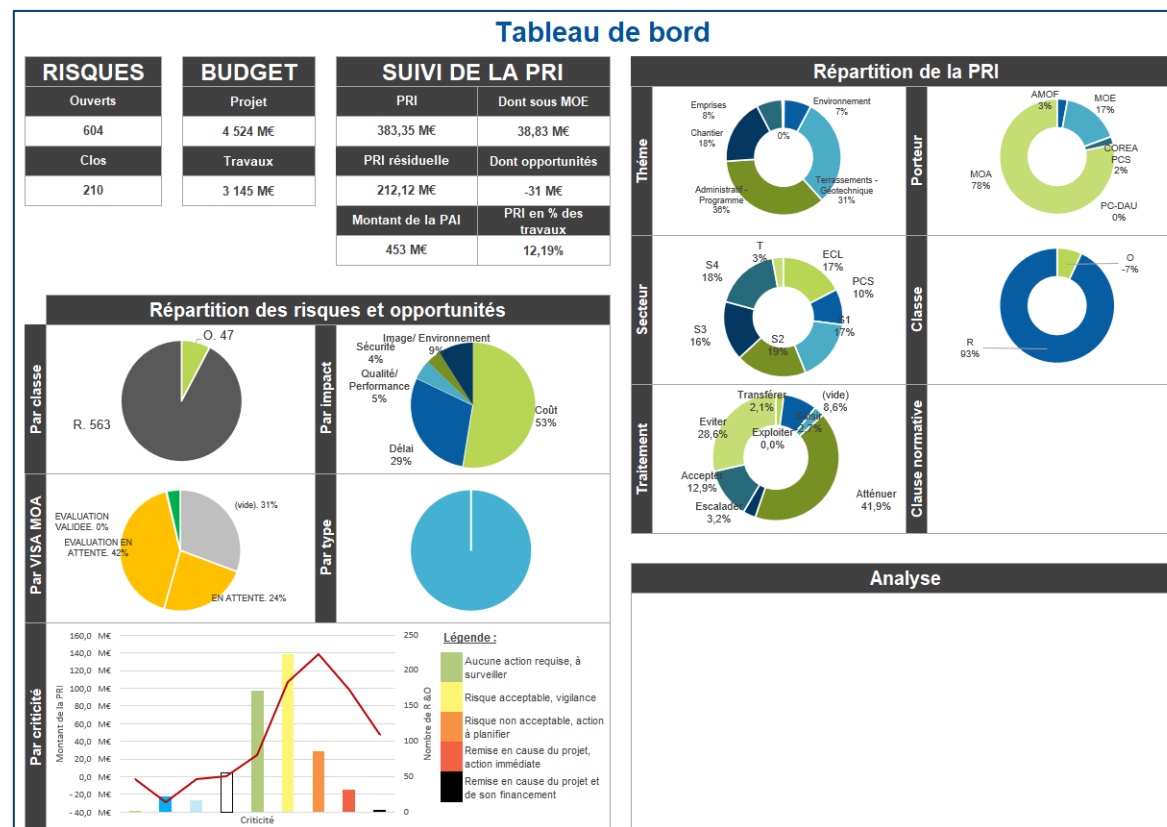 Tableau de bord
RISQUES
Ouverts
604
Clos
210
BUDGET
Projet
4 524 M€
Travaux
3 145 M€
SUIVI DE LA PRI
PRI
Dont sous MOE
383,35 M€
38,83 M€
PRI résiduelle
Dont opportunités
212,12 M€
-31 M€
Montant de la PAI
PRI en % des
travaux
453 M€
12,19%
Répartition de la PRI
Théme
Emprises
8%
0%
Environnement
7%
Chantier
18%
Administratif -
Programme
36%
Terrassements -
Géotechnique
31%
Porteur
AMOF
3%
MOE
17%
COREA
PCS
2%
MOA
78%
PC-DAU
0%
Secteur
T
3%
ECL
17%
S4
18%
PCS
10%
S1
17%
S3
16%
S2
19%
Classe
O
-7%
R
93%
Traitement
Transférer
2,1%
(vide)
8,6%
Saisir
2,7%
Eviter
28,6%
Exploiter
0,0%
Accepter
12,9%
Escalader
3,2%
Atténuer
41,9%
Clause normative
Répartition des risques et opportunités
Par classe
O. 47
R. 563
Par impact
Image/ Environnement
9%
Sécurité
4%
Qualité/
Performance
5%
Coût
53%
Délai
29%
Par VISA MOA
(vide). 31%
EVALUATION
VALIDEE. 0%
EVALUATION EN
ATTENTE. 42%
EN ATTENTE. 24%
Par type
Par criticité
Montant de la PRI
160,0 M€
140,0 M€
120,0 M€
100,0 M€
80,0 M€
60,0 M€
40,0 M€
20,0 M€
0,0 M€
- 20,0 M€
- 40,0 M€
Criticité
250
200
150
100
50
0
Nombre de R &O
Légende :
Aucune action requise, à
surveiller
Risque acceptable, vigilance
Risque non acceptable, action
à planifier
Remise en cause du projet,
action immédiate
Remise en cause du projet et
de son financement
Analyse